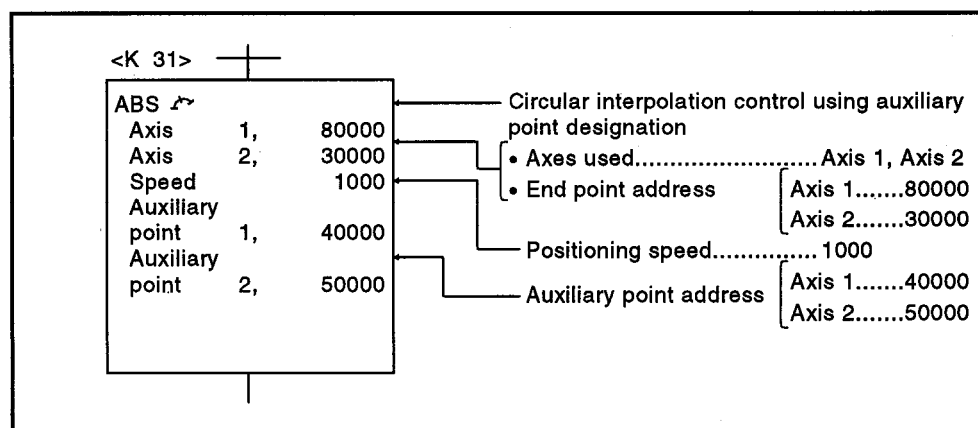 <K 31>
ABS
Axis 1, 80000
Axis 2, 30000
Speed 1000
Auxiliary
point 1, 40000
Auxiliary
point 2, 50000
Circular interpolation control using auxiliary
point designation
• Axes used.......................... Axis 1, Axis 2
• End point address
Axis 1.......80000
Axis 2.......30000
Positioning speed............... 1000
Auxiliary point address
Axis 1.......40000
Axis 2.......50000